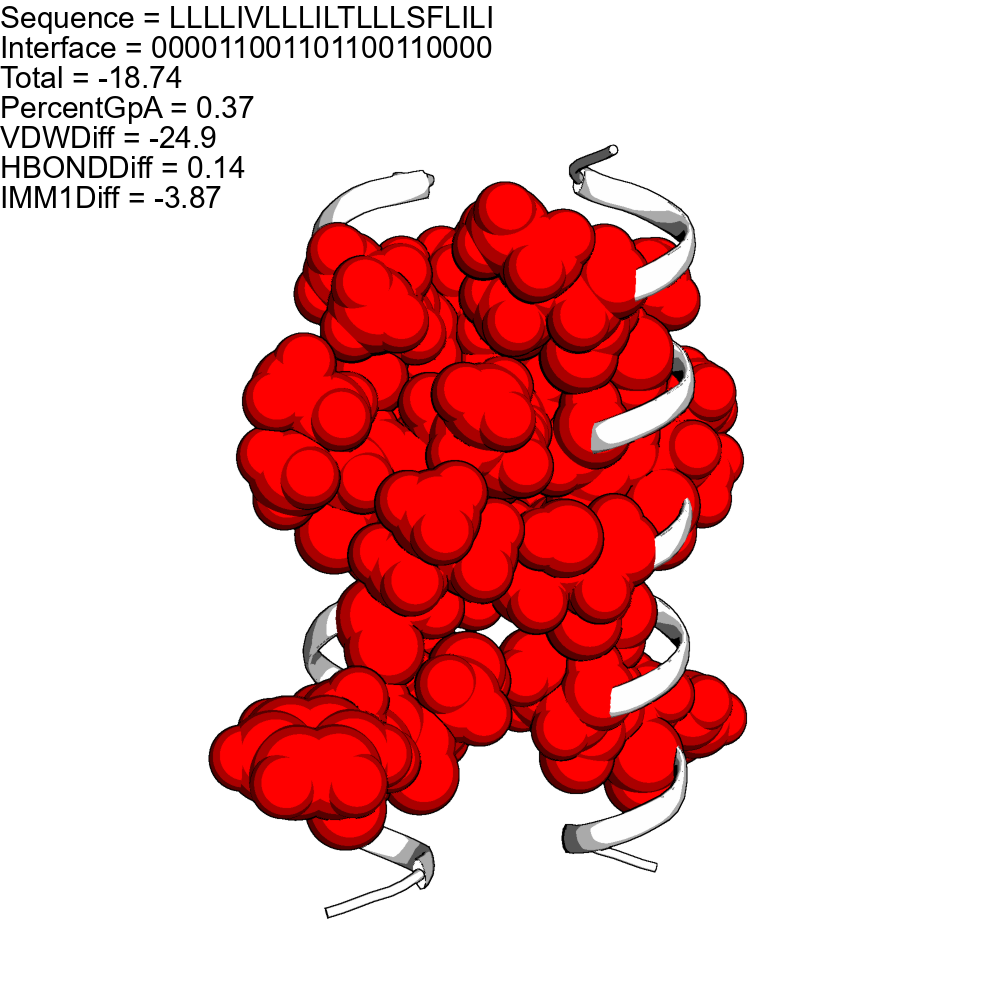 Sequence = LLLLIVLLLILTLLLSFLILI
Interface = 000011001101100110000
Total = -18.74
PercentGpA = 0.37
VDWDiff = -24.9
HBONDDiff = 0.14
IMM1Diff = -3.87